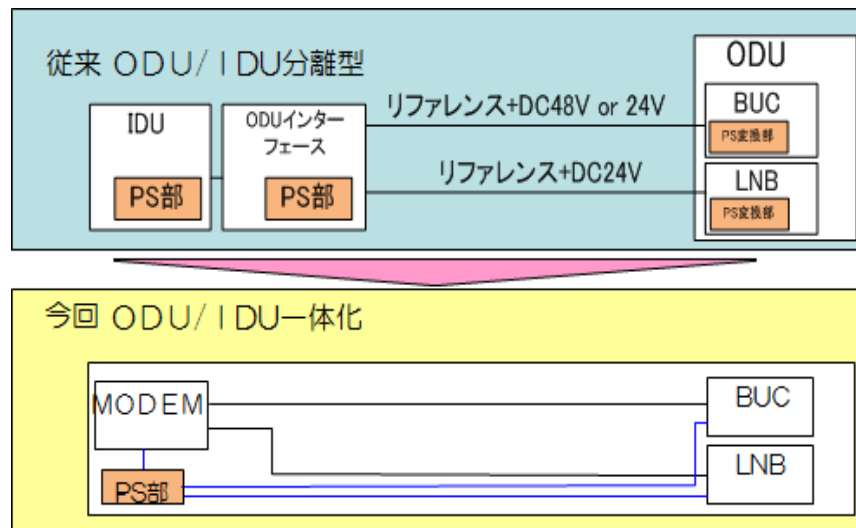 従来 ODU/IDU分離型
ODU
IDU
ODUインター
フェース
リファレンス+DC48V or 24V
BUC
PS変換部
PS部
PS部
リファレンス+DC24V
LNB
PS変換部
今回 ODU/IDU一体化
MODEM
BUC
LNB
PS部